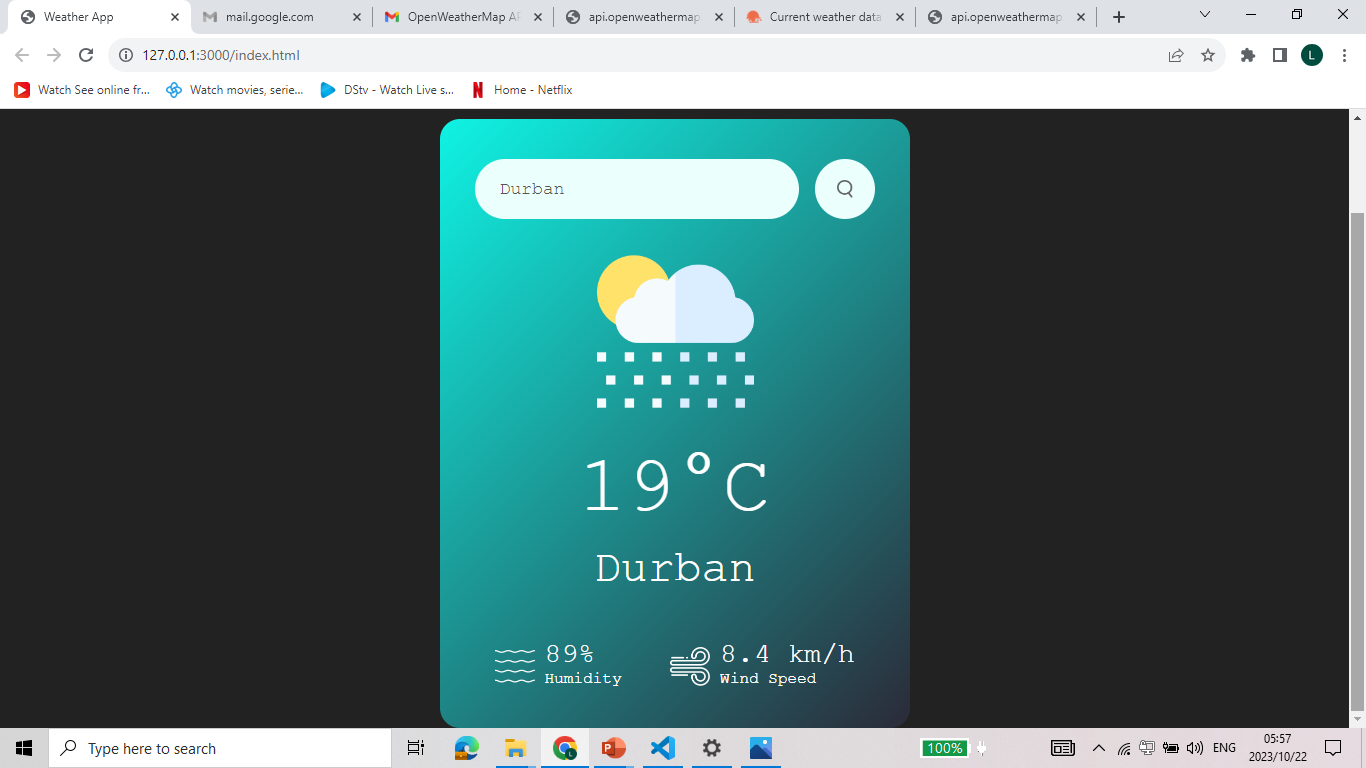 Weather App
mail.google.com
OpenWeatherMap AP
api.openweathermap
Current weather data
api.openweathermap
127.0.0.1:3000/index.html
L
Watch See online fr...
Watch movies, serie...
DStv - Watch Live s...
Home - Netflix
Durban
19°C
Durban
89%
Humidity
8.4 km/h
Wind Speed
Type here to search
100%
ENG
05:57
2023/10/22